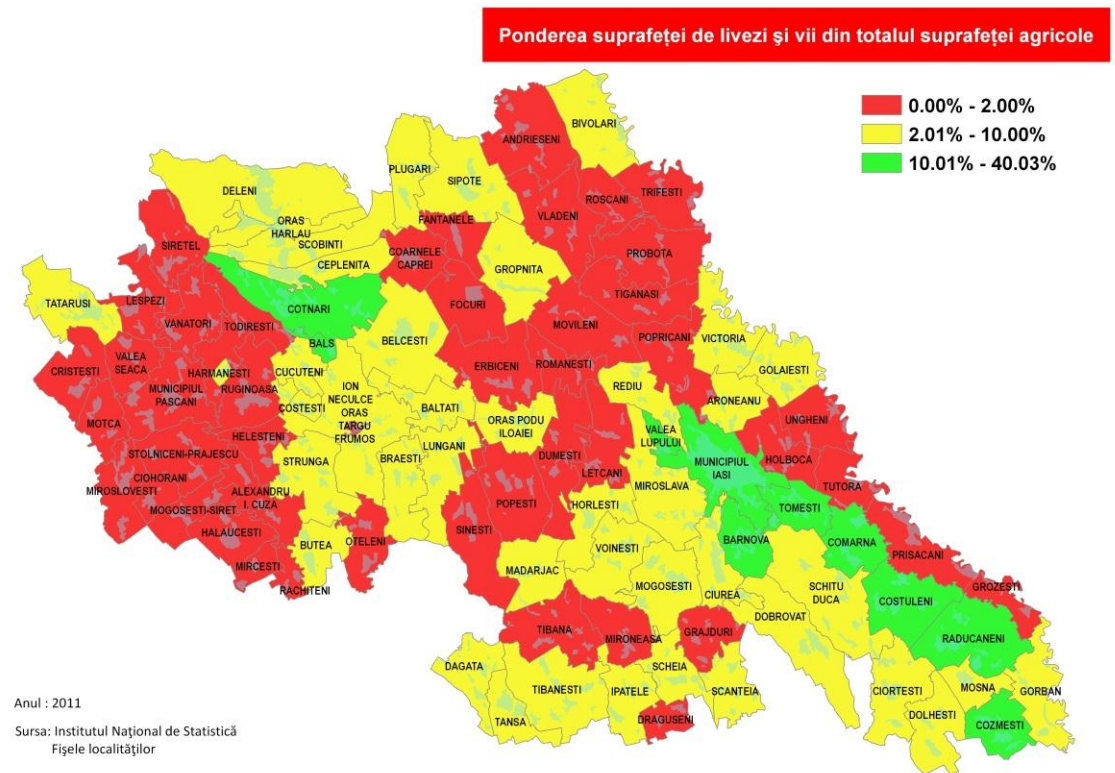 Ponderea suprafeței de livezi şi vii din totalul suprafeței agricole
0.00% - 2.00%
2.01% - 10.00%
10.01% - 40.03%
BIVOLARI
ANDRIESENI
PLUGARI
SIPOTE
DELENI
TRIFESTI
ROSCANI
ORAS
HARLAU
VLADENI
FANTANELE
SCOBINTI
SIRETEL
COARNELE
CAPREI
PROBOTA
CEPLENITA
GROPNITA
TIGANASI
TATARUSI
LESPEZI
COTNARI
FOCURI
VANATORI
TODIRESTI
MOVILENI
POPRICANI
VICTORIA
BALS
BELCESTI
VALEA
SEACA
CRISTESTI
HARMANESTI
CUCUTENI
ERBICENI
ROMANESTI
GOLAIESTI
MUNICIPIUL
PASCANI
RUGINOASA
ION
NECULCE
REDIU
ARONEANU
COSTESTI
ORAS
TARGU
FRUMOS
BALTATI
ORAS PODU
ILOAIEI
MOTCA
UNGHENI
VALEA
LUPULUI
HELESTENI
LUNGANI
STOLNICENI-PRAJESCU
BRAESTI
DUMESTI
MUNICIPIUL
IASI
HOLBOCA
STRUNGA
CIOHORANI
LETCANI
MIROSLOVESTI
ALEXANDRU
I. CUZA
MIROSLAVA
TUTORA
MOGOSESTI-SIRET
POPESTI
HORLESTI
TOMESTI
HALAUCESTI
SINESTI
BUTEA
OTELENI
VOINESTI
BARNOVA
COMARNA
PRISACANI
MIRCESTI
MADARJAC
RACHITENI
MOGOSESTI
CIUREA
SCHITU
DUCA
GROZESTI
COSTULENI
DOBROVAT
TIBANA
MIRONEASA
GRAJDURI
RADUCANENI
DAGATA
SCHEIA
TIBANESTI
IPATELE
SCANTEIA
CIORTESTI
MOSNA
GORBAN
TANSA
DRAGUSENI
DOLHESTI
COZMESTI
Anul : 2011
Sursa: Institutul Naţional de Statistică
Fişele localităţilor